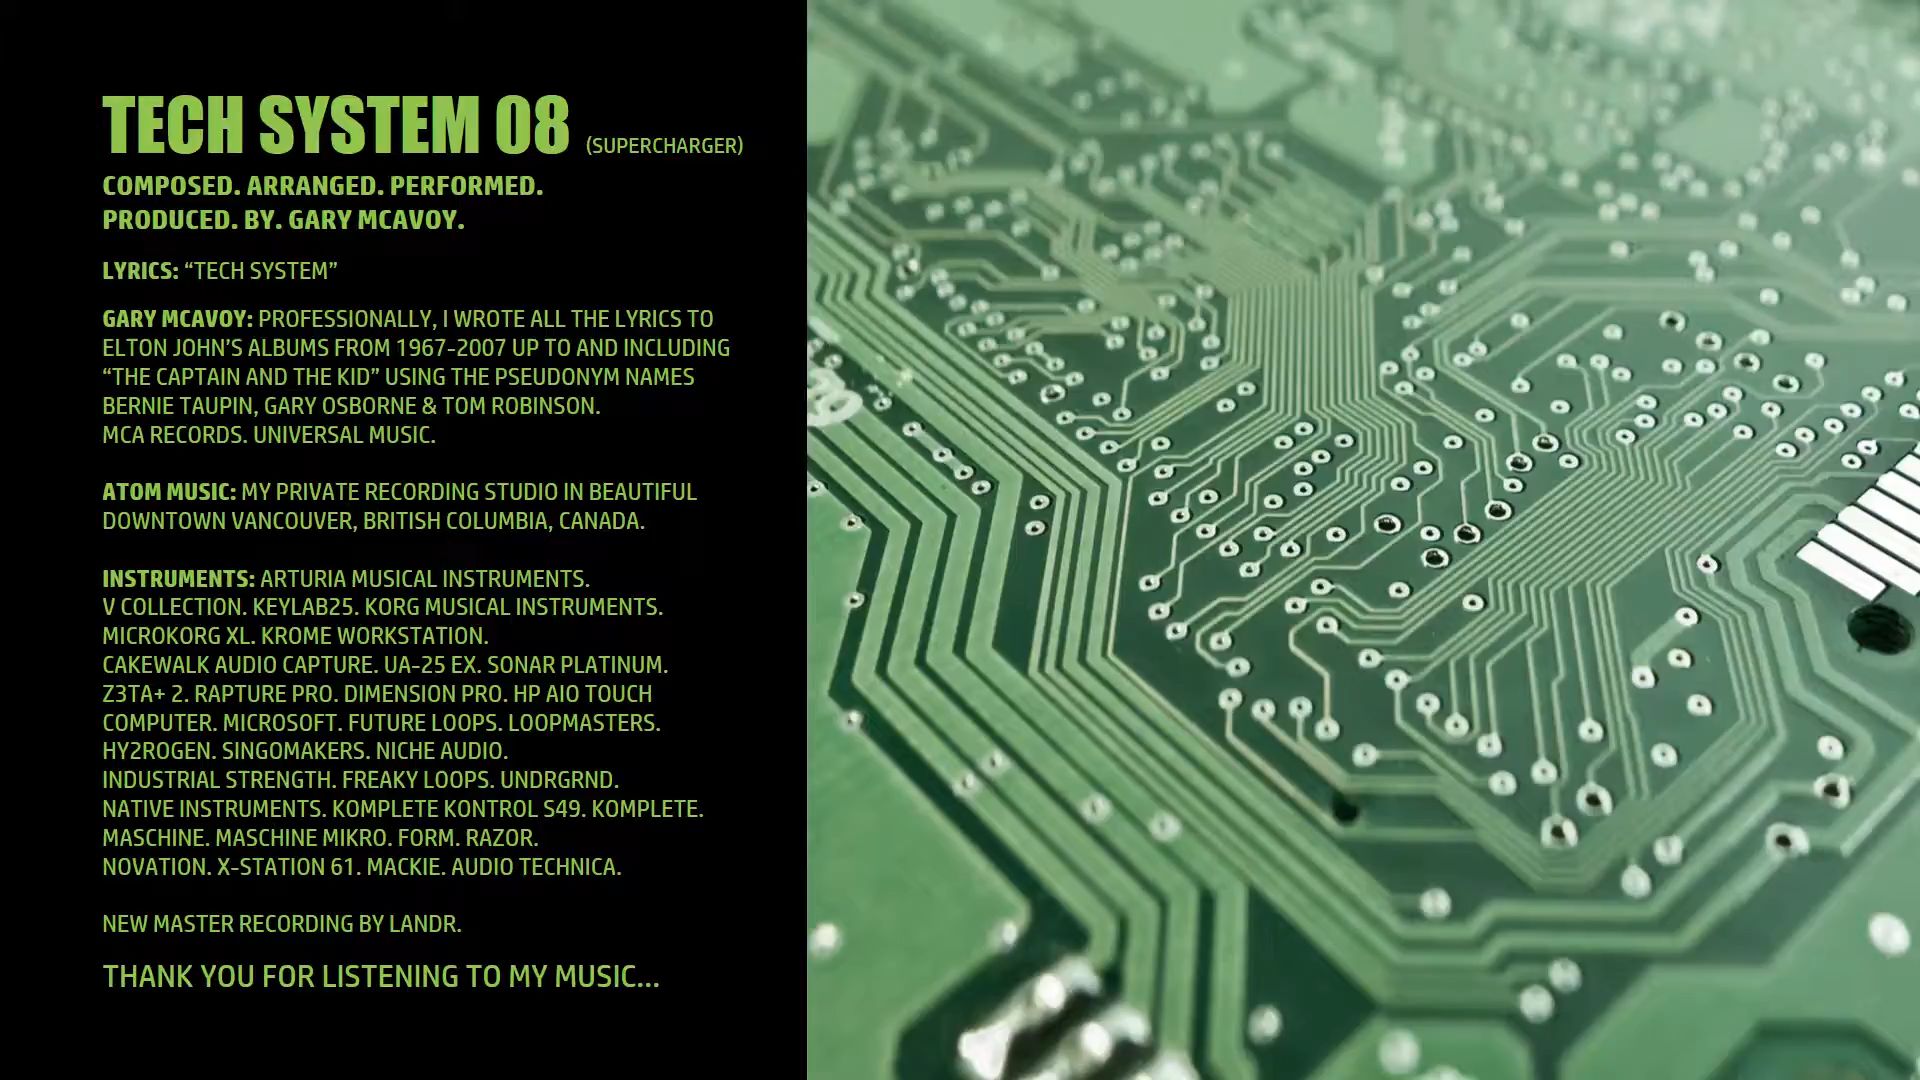 TECH SYSTEM 08 (SUPERCHARGER)
COMPOSED. ARRANGED. PERFORMED.
PRODUCED. BY. GARY MCAVOY.
LYRICS: “TECH SYSTEM”
GARY MCAVOY: PROFESSIONALLY, I WROTE ALL THE LYRICS TO
ELTON JOHN’S ALBUMS FROM 1967-2007 UP TO AND INCLUDING
“THE CAPTAIN AND THE KID” USING THE PSEUDONYM NAMES
BERNIE TAUPIN, GARY OSBORNE & TOM ROBINSON.
MCA RECORDS. UNIVERSAL MUSIC.
ATOM MUSIC: MY PRIVATE RECORDING STUDIO IN BEAUTIFUL
DOWNTOWN VANCOUVER, BRITISH COLUMBIA, CANADA.
INSTRUMENTS: ARTURIA MUSICAL INSTRUMENTS.
V COLLECTION. KEYLAB25. KORG MUSICAL INSTRUMENTS.
MICROKORG XL. KROME WORKSTATION.
CAKEWALK AUDIO CAPTURE. UA-25 EX. SONAR PLATINUM.
Z3TA+ 2. RAPTURE PRO. DIMENSION PRO. HP AIO TOUCH
COMPUTER. MICROSOFT. FUTURE LOOPS. LOOPMASTERS.
HY2ROGEN. SINGOMAKERS. NICHE AUDIO.
INDUSTRIAL STRENGTH. FREAKY LOOPS. UNDRGRND.
NATIVE INSTRUMENTS. KOMPLETE KONTROL S49. KOMPLETE.
MASCHINE. MASCHINE MIKRO. FORM. RAZOR.
NOVATION. X-STATION 61. MACKIE. AUDIO TECHNICA.
NEW MASTER RECORDING BY LANDR.
THANK YOU FOR LISTENING TO MY MUSIC...